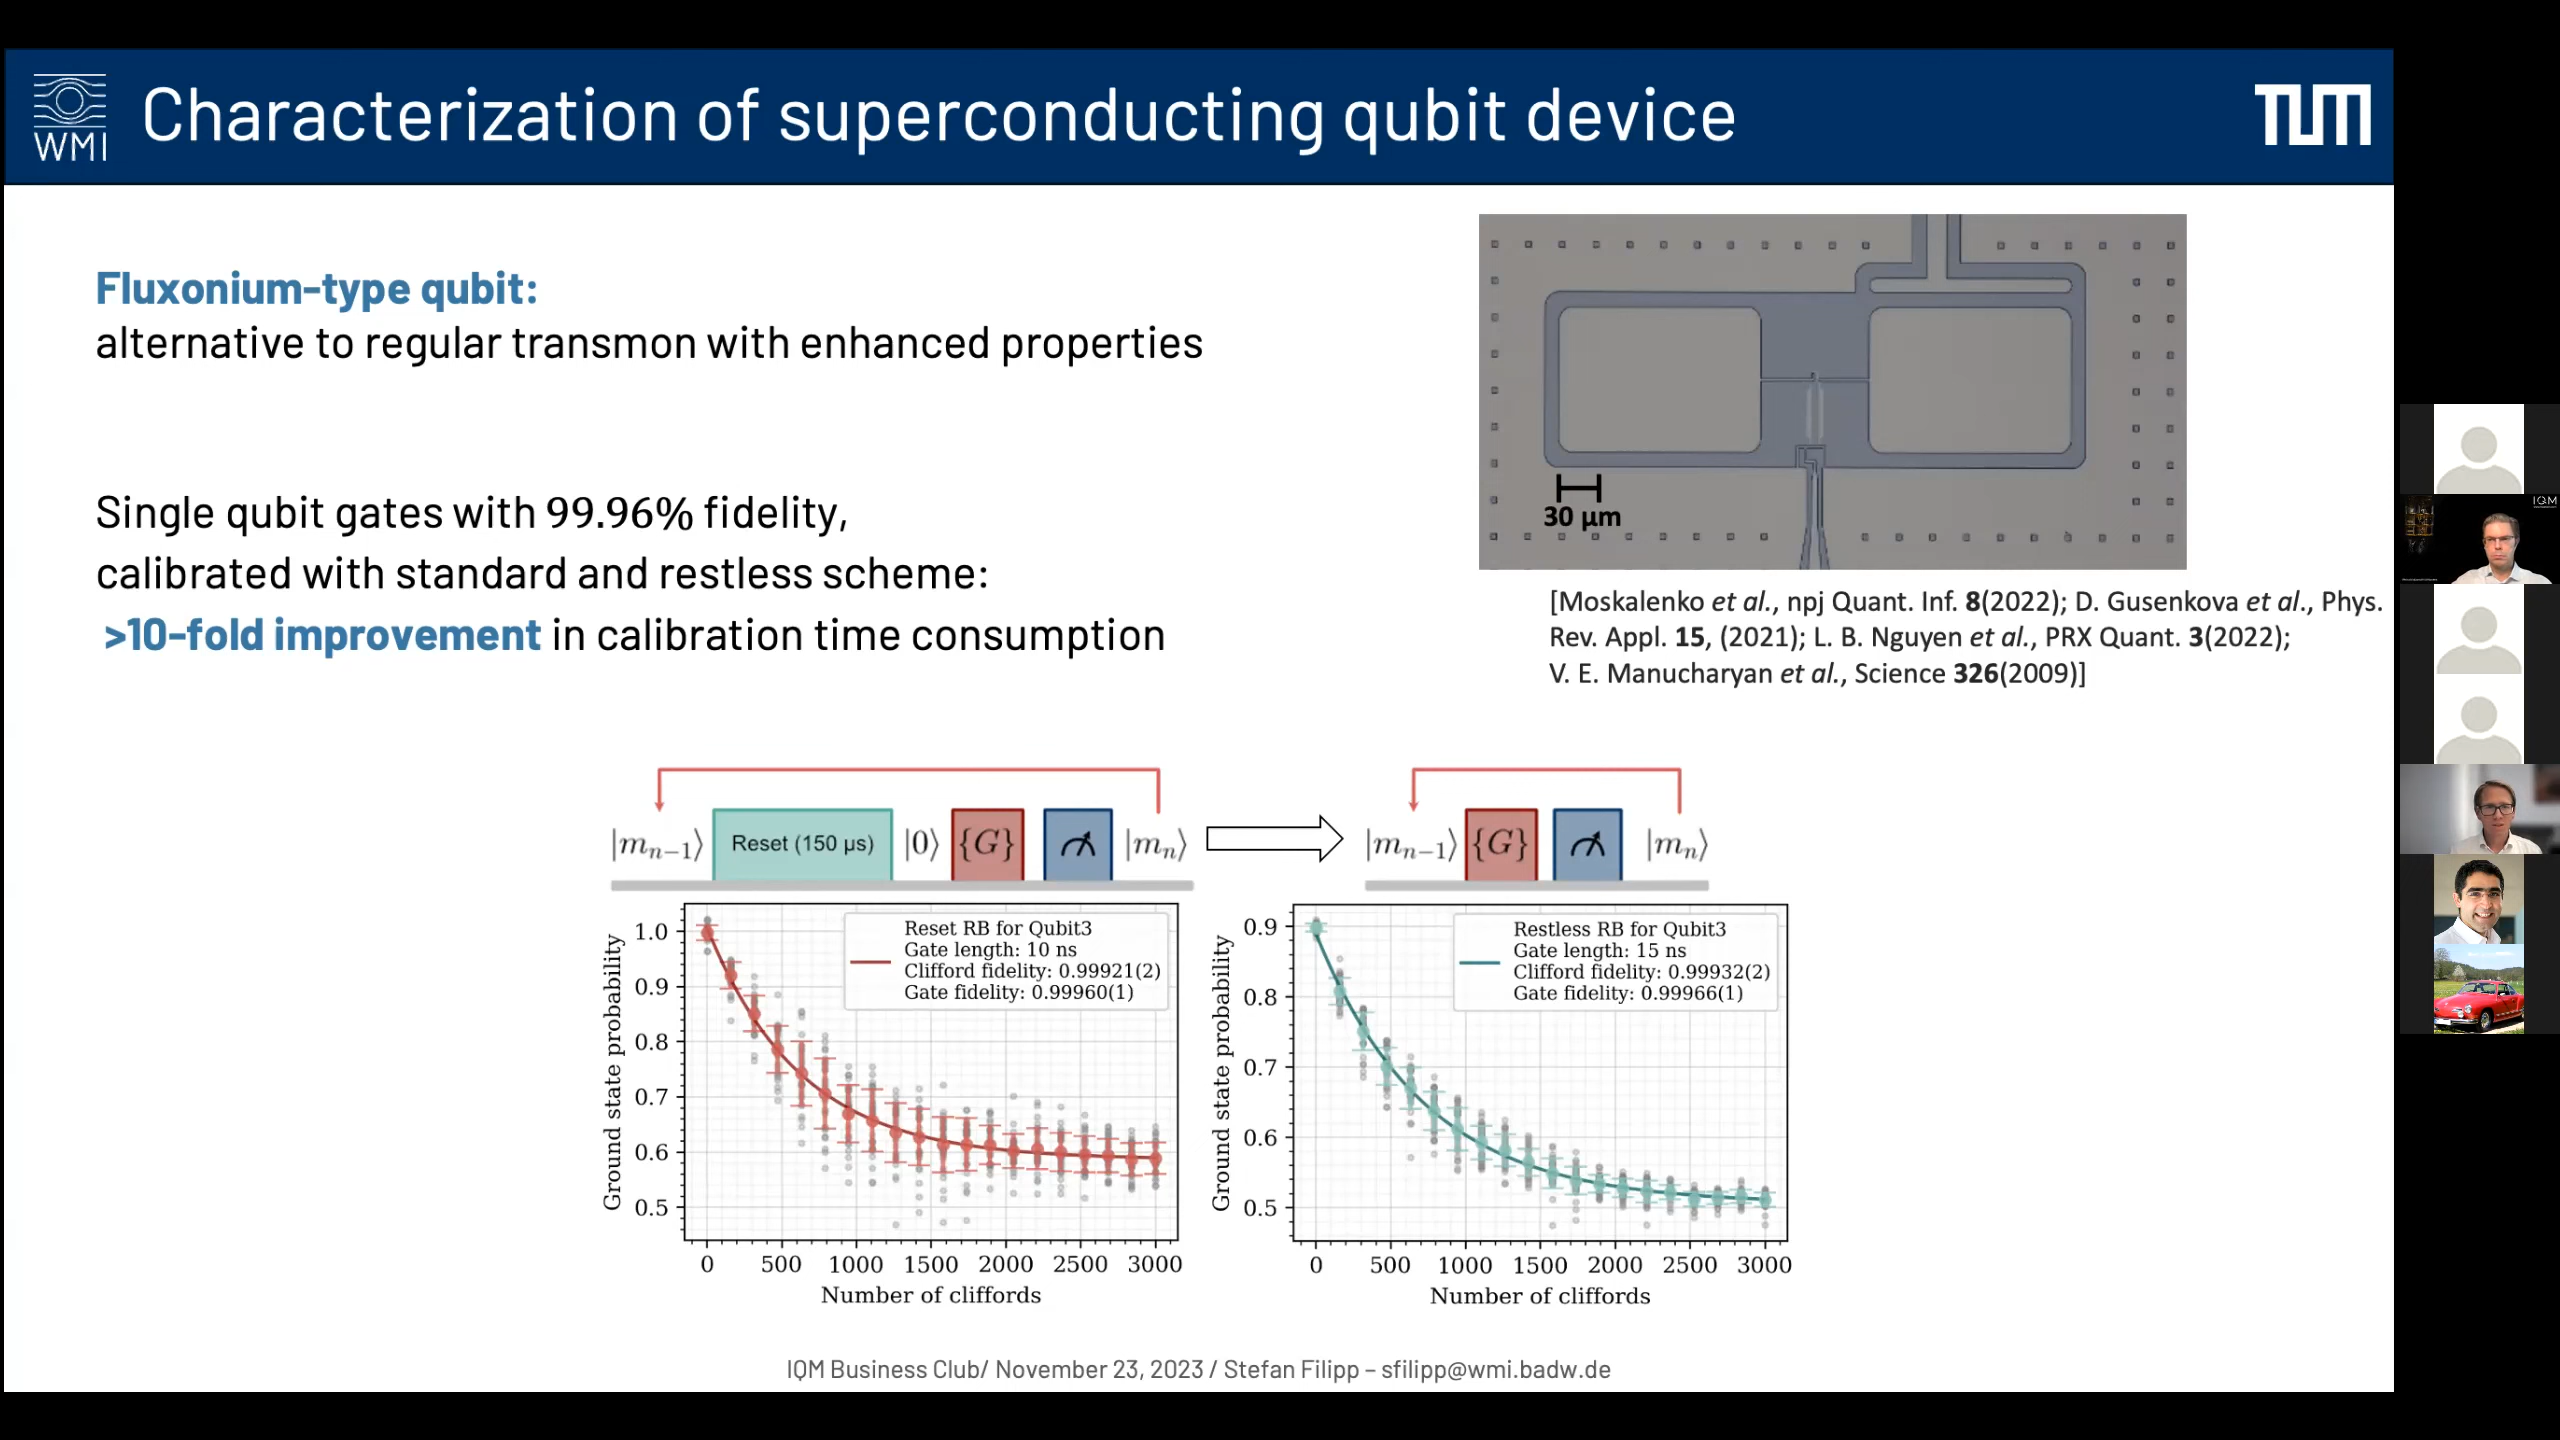 WMI
Characterization of superconducting qubit device
TUM
Fluxonium-type qubit:
alternative to regular transmon with enhanced properties
Single qubit gates with 99.96% fidelity,
calibrated with standard and restless scheme:
>10-fold improvement in calibration time consumption
30 µm
[Moskalenko et al., npj Quant. Inf. 8(2022); D. Gusenkova et al., Phys.
Rev. Appl. 15, (2021); L. B. Nguyen et al., PRX Quant. 3(2022);
V. E. Manucharyan et al., Science 326(2009)]
|mₙ₋₁⟩ Reset (150 µs) |0⟩ {G} |mₙ⟩
|mₙ₋₁⟩ {G} |mₙ⟩
Ground state probability
1.0
0.9
0.8
0.7
0.6
0.5
Reset RB for Qubit3
Gate length: 10 ns
Clifford fidelity: 0.99921(2)
Gate fidelity: 0.99960(1)
0 500 1000 1500 2000 2500 3000
Number of cliffords
Ground state probability
0.9
0.8
0.7
0.6
0.5
Restless RB for Qubit3
Gate length: 15 ns
Clifford fidelity: 0.99932(2)
Gate fidelity: 0.99966(1)
0 500 1000 1500 2000 2500 3000
Number of cliffords
IQM Business Club/ November 23, 2023 / Stefan Filipp – sfilipp@wmi.badw.de
IQM